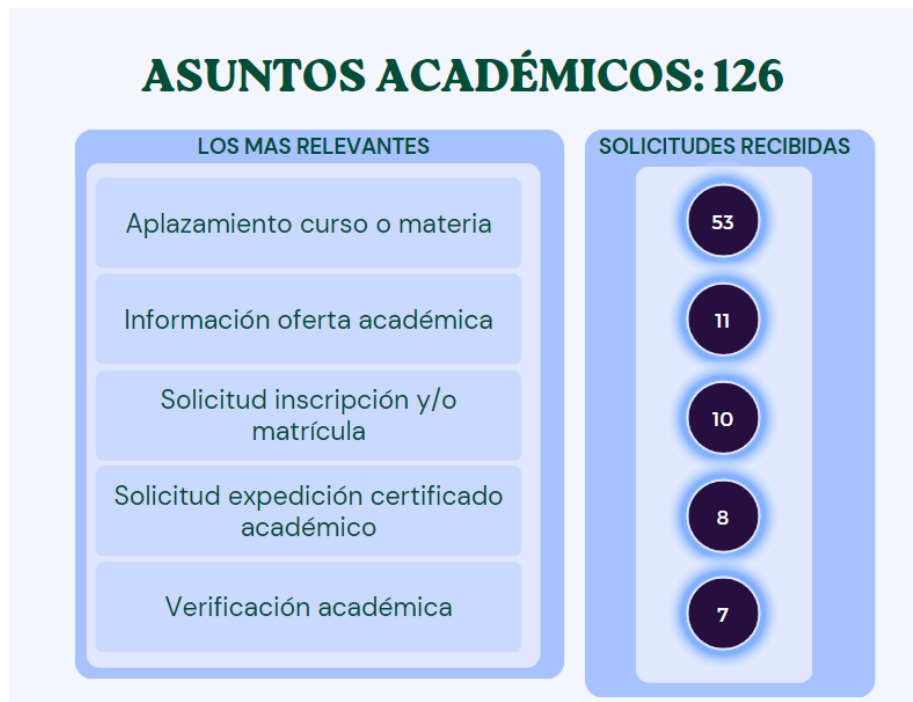 ASUNTOS ACADÉMICOS: 126
LOS MAS RELEVANTES
SOLICITUDES RECIBIDAS
Aplazamiento curso o materia
53
Información oferta académica
11
Solicitud inscripción y/o
matrícula
10
Solicitud expedición certificado
académico
8
Verificación académica
7